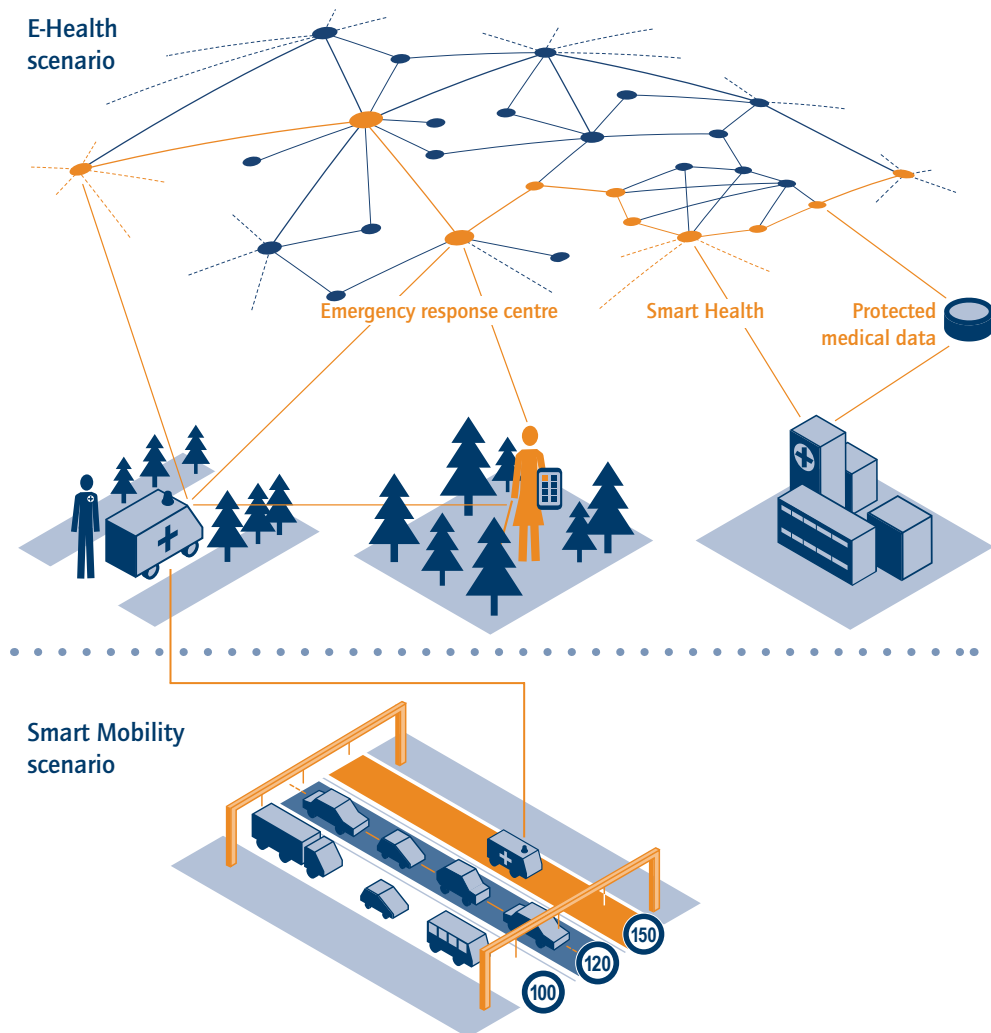 E-Health
scenario
Emergency response centre
Smart Health
Protected
medical data
Smart Mobility
scenario
150
120
100